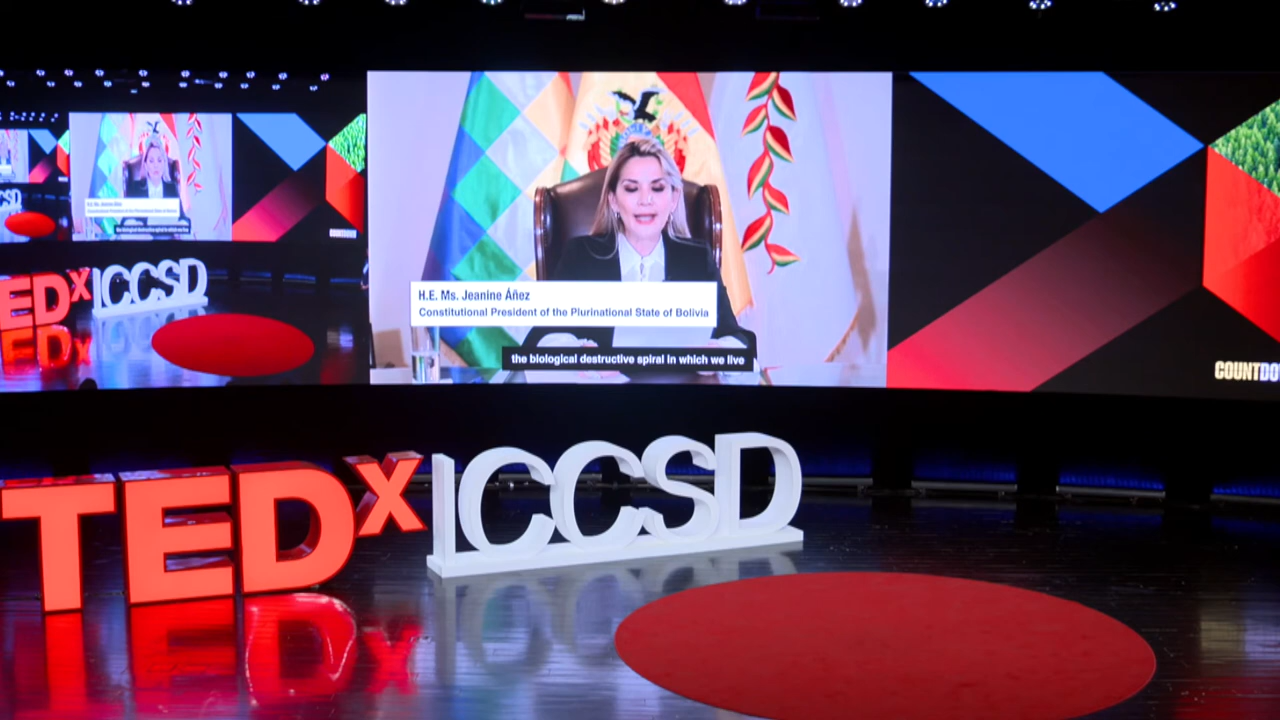 H.E. Ms. Jeanine Áñez
Constitutional President of the Plurinational State of Bolivia
the biological destructive spiral in which we live
CCSD
TEDx ICCSD
TEDx ICCSD